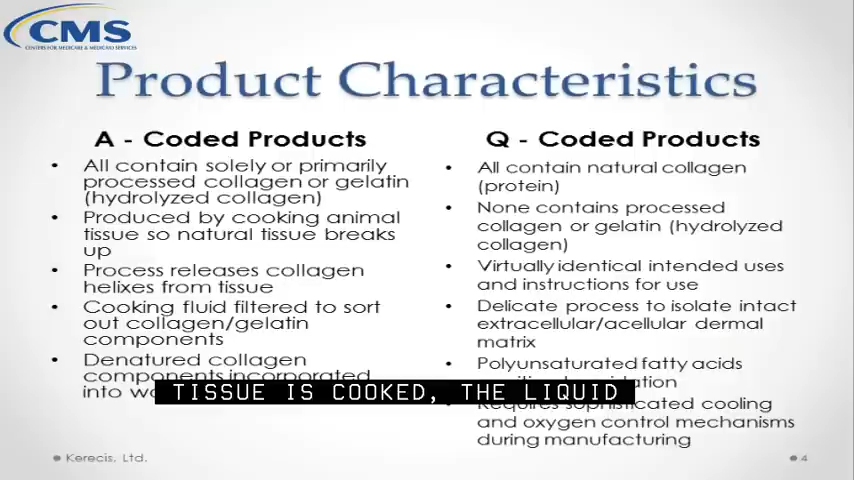 CMS
CENTERS FOR MEDICARE & MEDICAID SERVICES
Product Characteristics
A - Coded Products
• All contain solely or primarily
processed collagen or gelatin
(hydrolyzed collagen)
• Produced by cooking animal
tissue so natural tissue breaks
up
• Process releases collagen
helixes from tissue
• Cooking fluid filtered to sort
out collagen/gelatin
components
• Denatured collagen
components incorporated
into
Q - Coded Products
• All contain natural collagen
(protein)
• None contains processed
collagen or gelatin (hydrolyzed
collagen)
• Virtually identical intended uses
and instructions for use
• Delicate process to isolate intact
extracellular/acellular dermal
matrix
• Polyunsaturated fatty acids
• Requires sophisticated cooling
and oxygen control mechanisms
during manufacturing
TISSUE IS COOKED, THE LIQUID
Kerecis, Ltd.
4